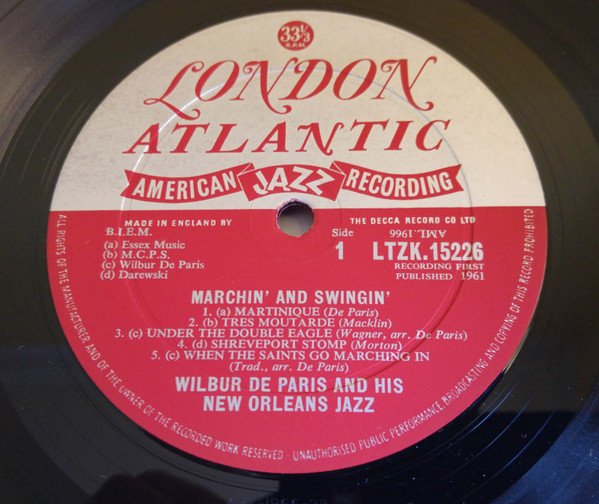 33⅓
R.P.M.
LONDON
ATLANTIC
AMERICAN JAZZ RECORDING
MADE IN ENGLAND BY
THE DECCA RECORD CO LTD
B.I.E.M.
(a) Essex Music
(b) M.C.P.S.
(c) Wilbur De Paris
(d) Darewski
Side
1
AML.1966
LTZK.15226
RECORDING FIRST
PUBLISHED 1961
MARCHIN' AND SWINGIN'
1. (a) MARTINIQUE (De Paris)
2. (b) TRES MOUTARDE (Macklin)
3. (c) UNDER THE DOUBLE EAGLE (Wagner, arr. De Paris)
4. (d) SHREVEPORT STOMP (Morton)
5. (c) WHEN THE SAINTS GO MARCHING IN
(Trad., arr. De Paris)
WILBUR DE PARIS AND HIS
NEW ORLEANS JAZZ
ALL RIGHTS OF THE MANUFACTURER AND OF THE OWNER OF THE RECORDED WORK RESERVED · UNAUTHORISED PUBLIC PERFORMANCE, BROADCASTING AND COPYING OF THIS RECORD PROHIBITED